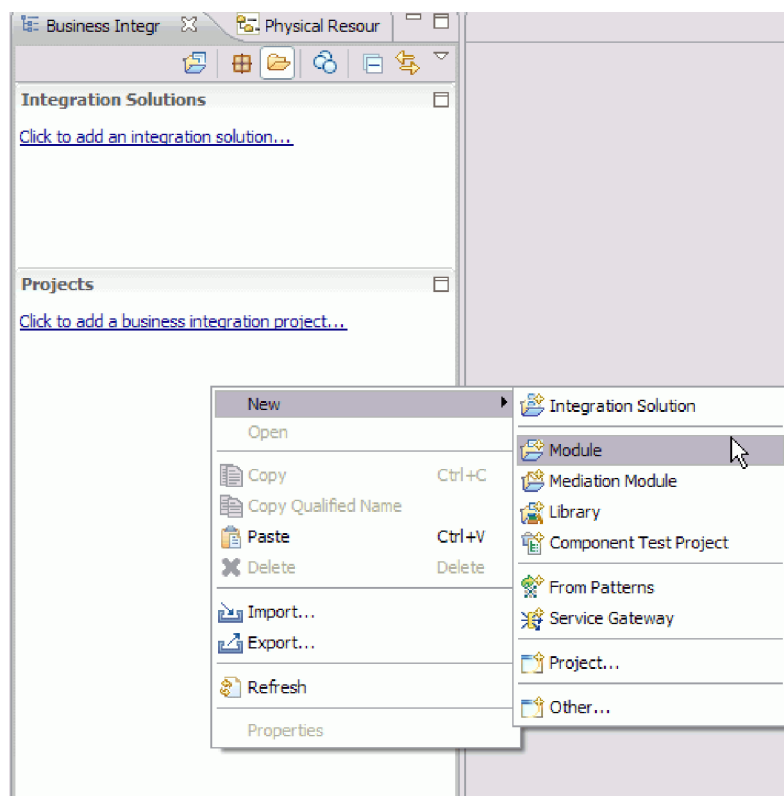 Business Integr
Physical Resour
Integration Solutions
Click to add an integration solution...
Projects
Click to add a business integration project...
New
Open
Copy Ctrl+C
Copy Qualified Name
Paste Ctrl+V
Delete Delete
Import...
Export...
Refresh
Properties
Integration Solution
Module
Mediation Module
Library
Component Test Project
From Patterns
Service Gateway
Project...
Other...